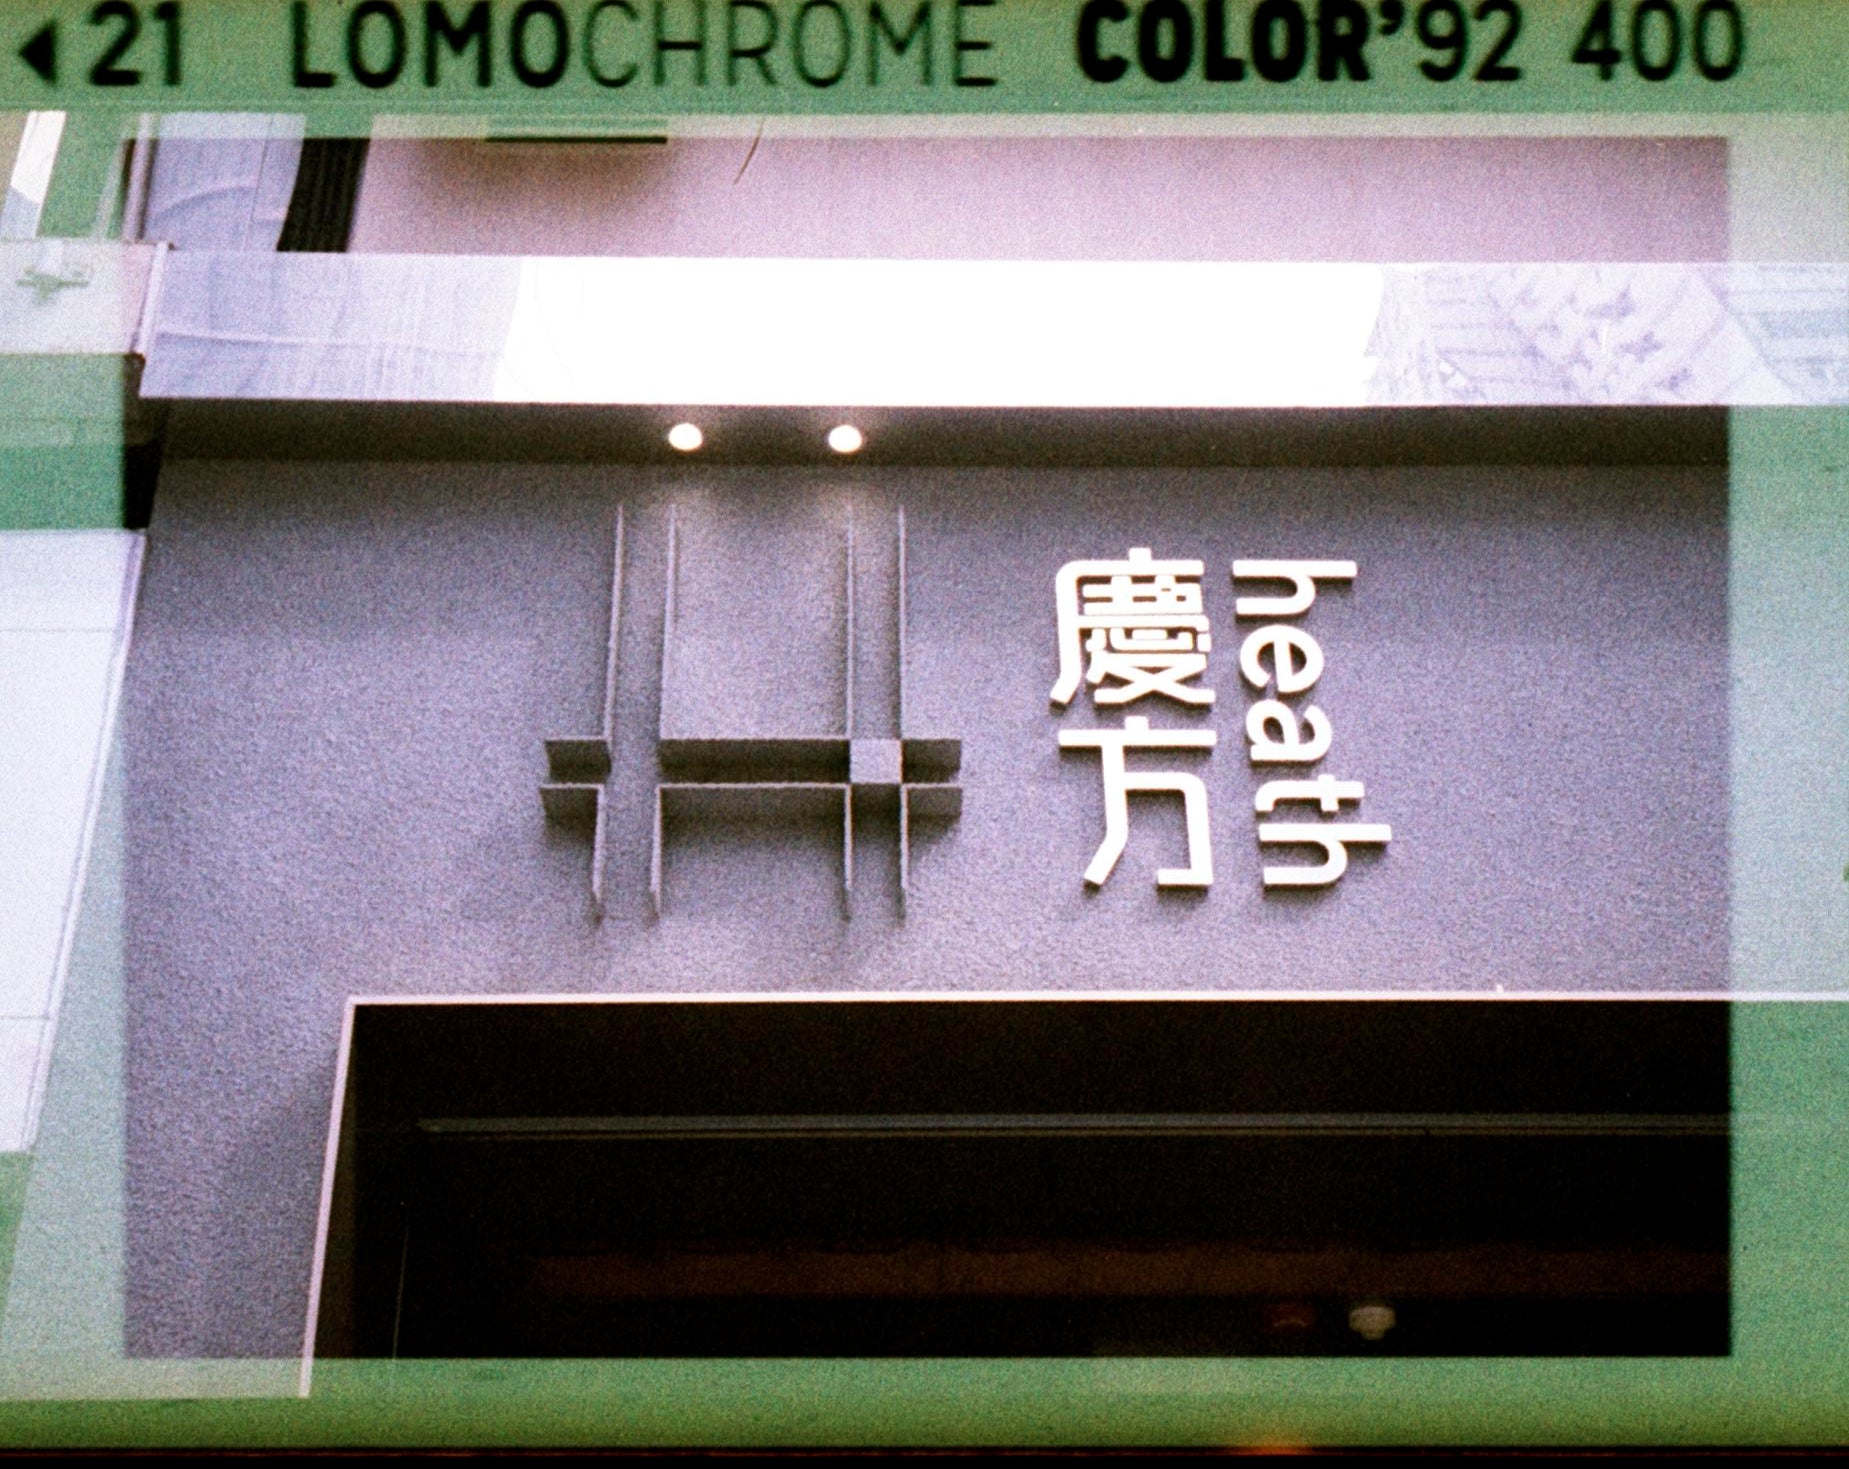 ◀21 LOMOCHROME COLOR'92 400
慶方
heath